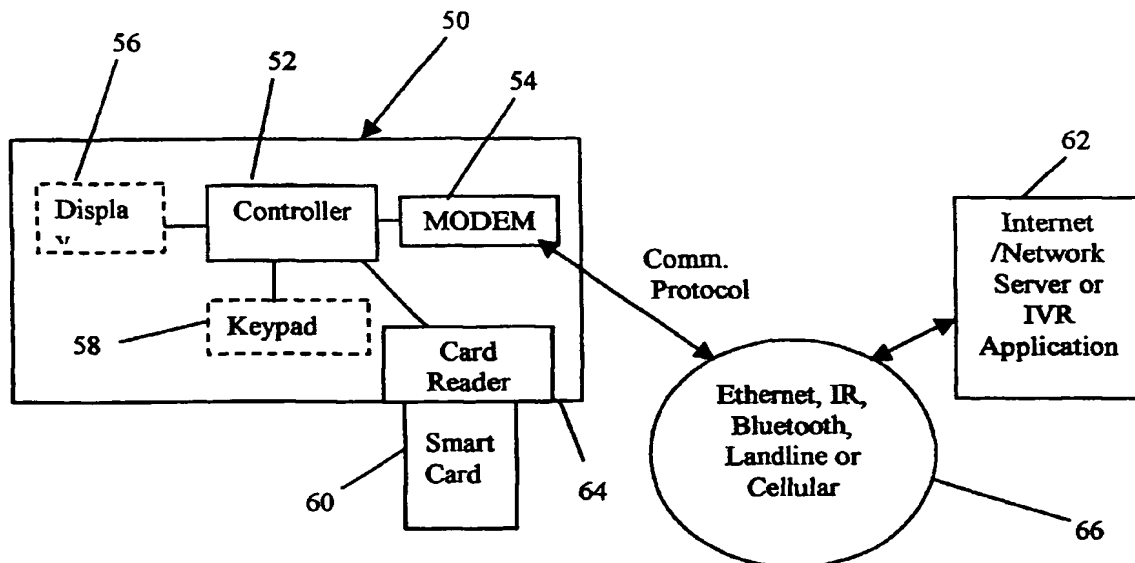 56
50
52
54
62
Displa
y
Controller
MODEM
Internet
/Network
Server or
IVR
Application
Comm.
Protocol
58
Keypad
Card
Reader
Ethernet, IR,
Bluetooth,
Landline or
Cellular
Smart
Card
60
64
66